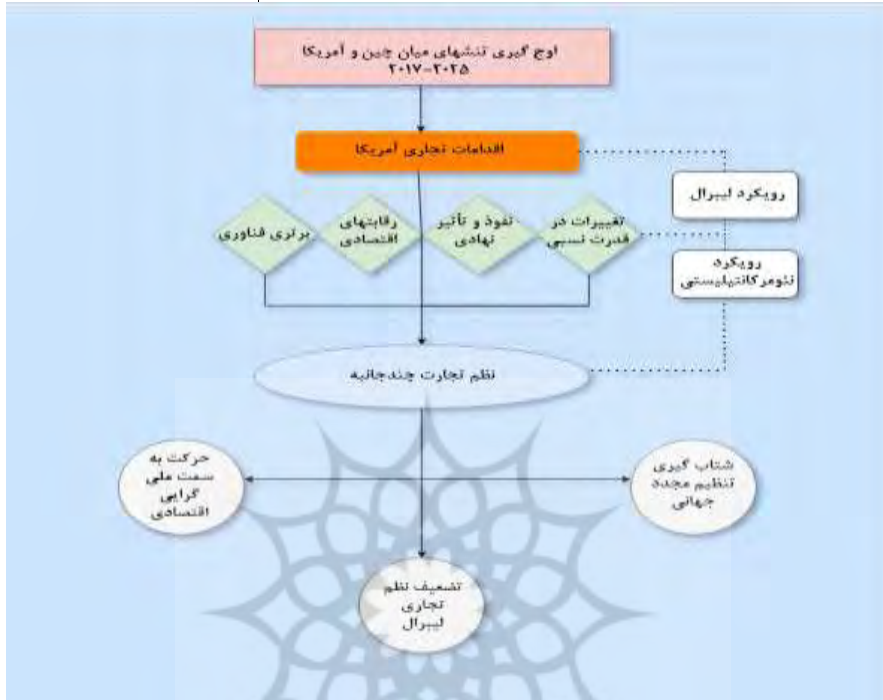 اوج گیری تنشهای میان چین و آمریکا
۲۰۱۷-۲۰۲۵
اقدامات تجاری آمریکا
رویکرد لیبرال
تغییرات در
قدرت نسبی
نفوذ و تأثیر
نهادی
رقابتهای
اقتصادی
برتری فناوری
رویکرد
نئومرکانتیلیستی
نظم تجارت چندجانبه
شتاب گیری
تنظیم مجدد
جهانی
حرکت به
سمت ملی
گرایی
اقتصادی
تضعیف نظم
تجاری
لیبرال